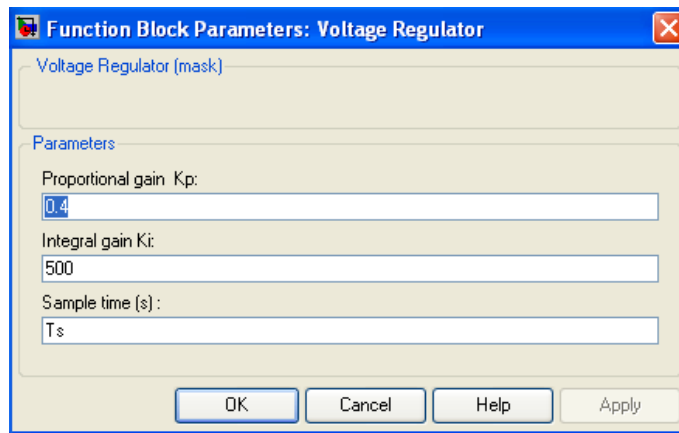 Function Block Parameters: Voltage Regulator
Voltage Regulator (mask)
Parameters
Proportional gain Kp:
0.4
Integral gain Ki:
500
Sample time (s) :
Ts
OK Cancel Help Apply